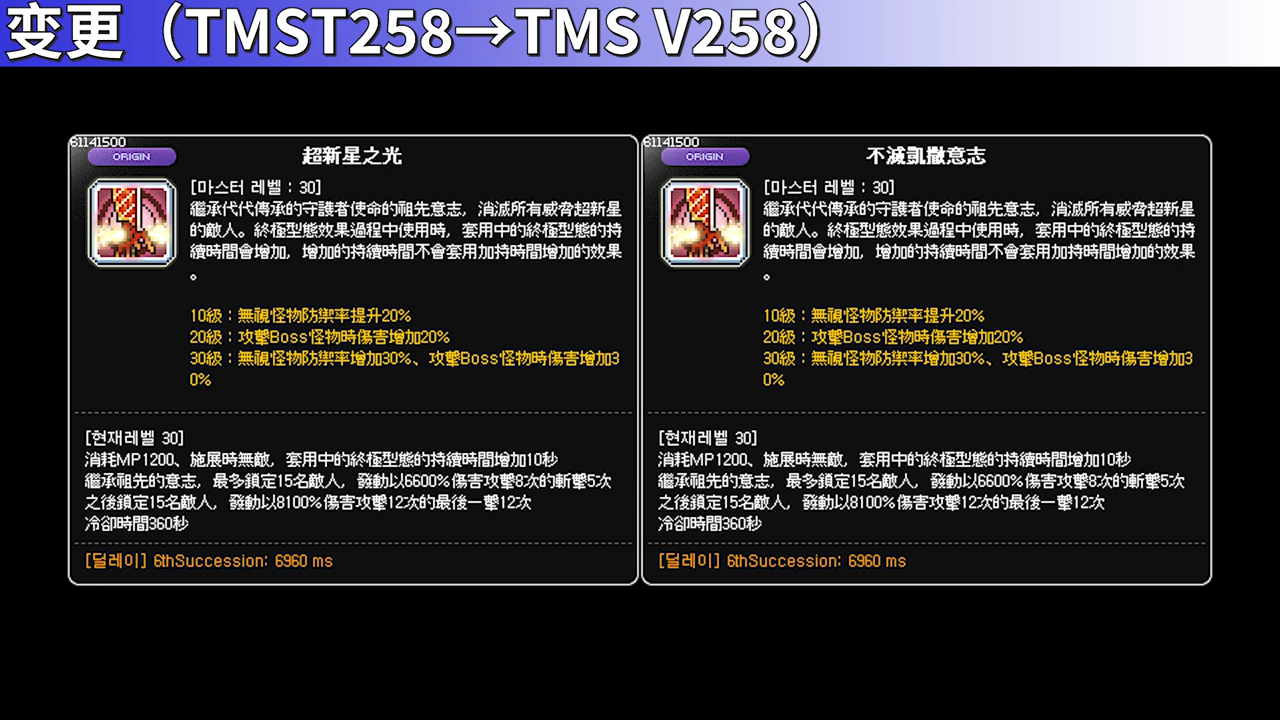 变更（TMST258→TMS V258）
61141500
ORIGIN
超新星之光
[마스터 레벨 : 30]
繼承代代傳承的守護者使命的祖先意志，消滅所有威脅超新星
的敵人。終極型態效果過程中使用時，套用中的終極型態的持
續時間會增加，增加的持續時間不會套用加持時間增加的效果
。
10級：無視怪物防禦率提升20%
20級：攻擊Boss怪物時傷害增加20%
30級：無視怪物防禦率增加30%、攻擊Boss怪物時傷害增加3
0%
[현재레벨 30]
消耗MP1200、施展時無敵，套用中的終極型態的持續時間增加10秒
繼承祖先的意志，最多鎖定15名敵人，發動以6600%傷害攻擊8次的斬擊5次
之後鎖定15名敵人，發動以8100%傷害攻擊12次的最後一擊12次
冷卻時間360秒
[딜레이] 6thSuccession: 6960 ms
61141500
ORIGIN
不滅凱撒意志
[마스터 레벨 : 30]
繼承代代傳承的守護者使命的祖先意志，消滅所有威脅超新星
的敵人。終極型態效果過程中使用時，套用中的終極型態的持
續時間會增加，增加的持續時間不會套用加持時間增加的效果
。
10級：無視怪物防禦率提升20%
20級：攻擊Boss怪物時傷害增加20%
30級：無視怪物防禦率增加30%、攻擊Boss怪物時傷害增加3
0%
[현재레벨 30]
消耗MP1200、施展時無敵，套用中的終極型態的持續時間增加10秒
繼承祖先的意志，最多鎖定15名敵人，發動以6600%傷害攻擊8次的斬擊5次
之後鎖定15名敵人，發動以8100%傷害攻擊12次的最後一擊12次
冷卻時間360秒
[딜레이] 6thSuccession: 6960 ms